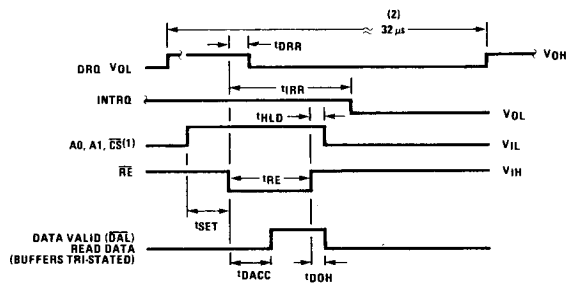 (2)
≈ 32 μs
tDRR
VOH
DRQ VOL
tIRR
INTRQ
tHLD
VOL
A0, A1, CS(1)
VIL
RE
tRE
VIH
tSET
DATA VALID (DAL)
READ DATA
(BUFFERS TRI-STATED)
tDACC
tDOH